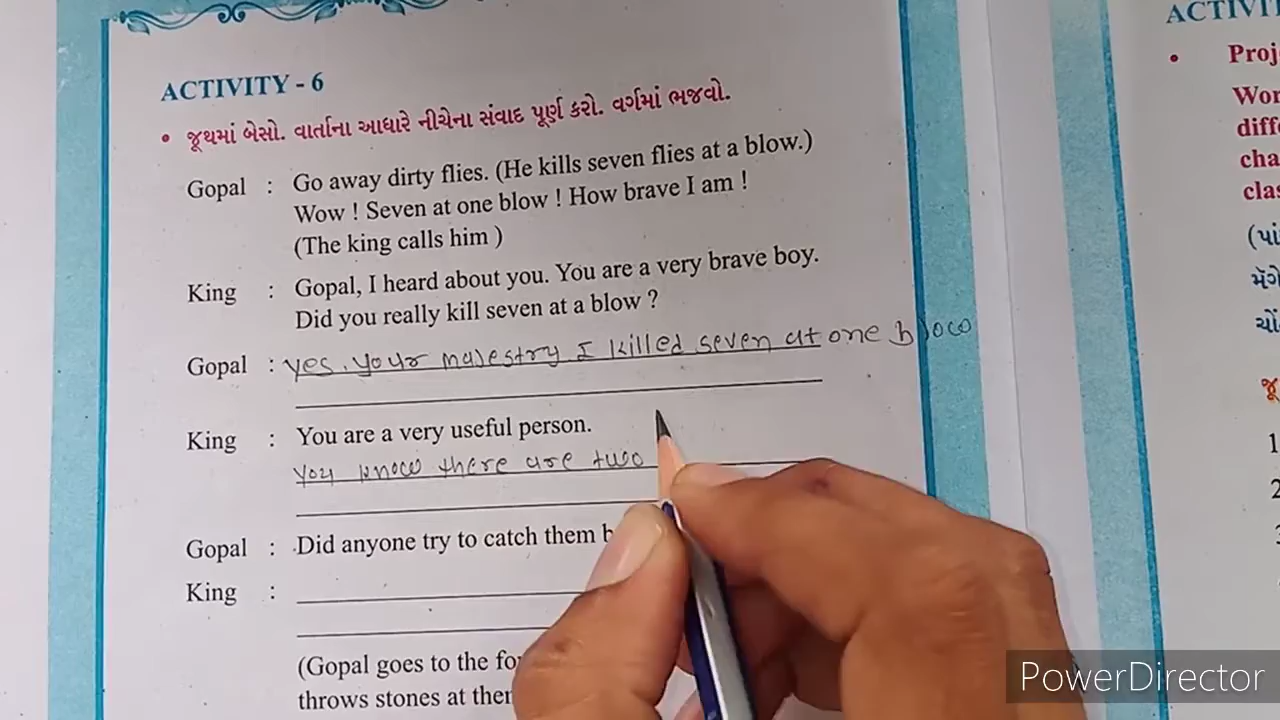 ACTIVITY - 6
• જૂથમાં બેસો. વાર્તાના આધારે નીચેના સંવાદ પૂર્ણ કરો. વર્ગમાં ભજવો.
Gopal : Go away dirty flies. (He kills seven flies at a blow.)
Wow ! Seven at one blow ! How brave I am !
(The king calls him )
King : Gopal, I heard about you. You are a very brave boy.
Did you really kill seven at a blow ?
Gopal : yes. your majestry I killed seven at one blow
King : You are a very useful person.
you know there are two
Gopal : Did anyone try to catch them
King :
(Gopal goes to the
throws stones at
ACTIVI
• Proj
Wor
diff
cha
clas
(પાં
મૅગે
ચોં
જૂ
1
2
3
PowerDirector